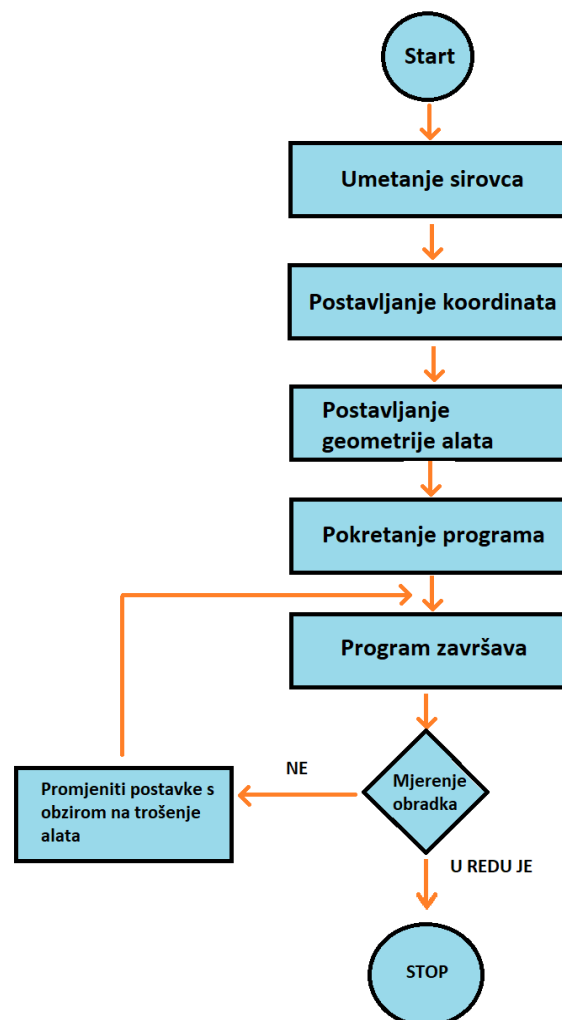 Start
Umetanje sirovca
Postavljanje koordinata
Postavljanje
geometrije alata
Pokretanje programa
Program završava
Mjerenje
obradka
NE
Promjeniti postavke s
obzirom na trošenje
alata
U REDU JE
STOP